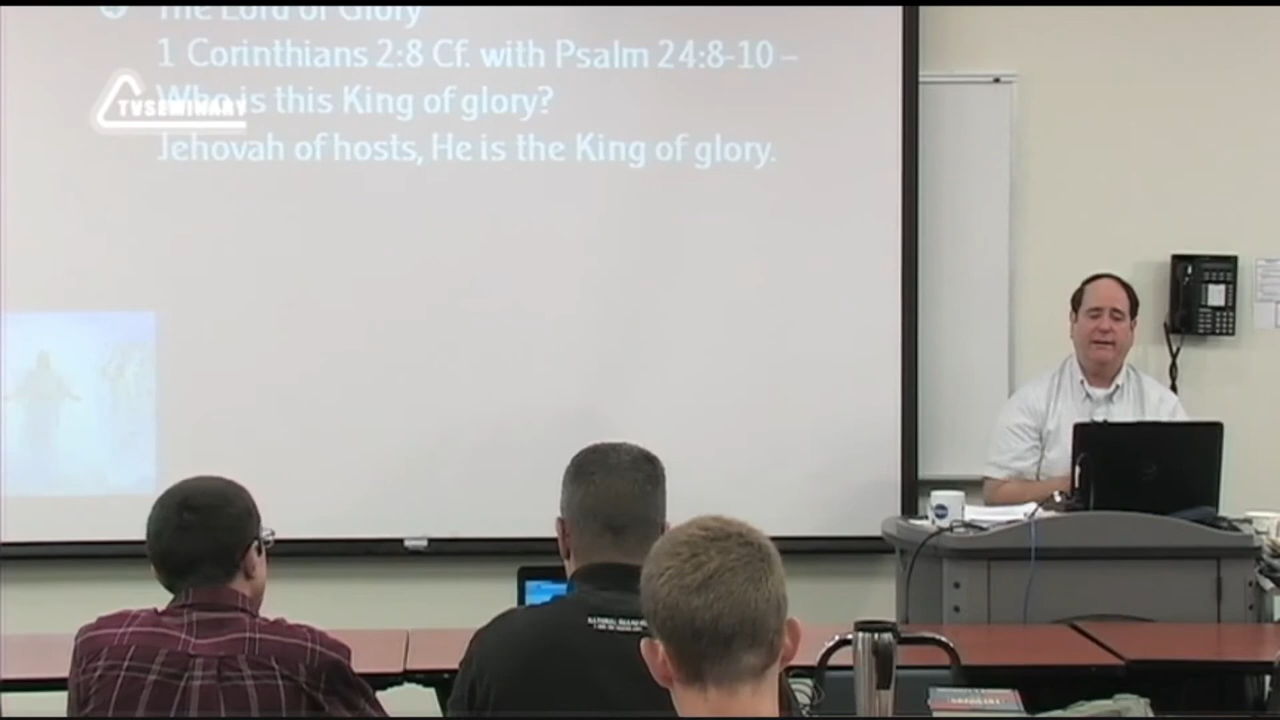 The Lord of Glory
1 Corinthians 2:8 Cf. with Psalm 24:8-10 –
Who is this King of glory?
TVSEMINARY
Jehovah of hosts, He is the King of glory.